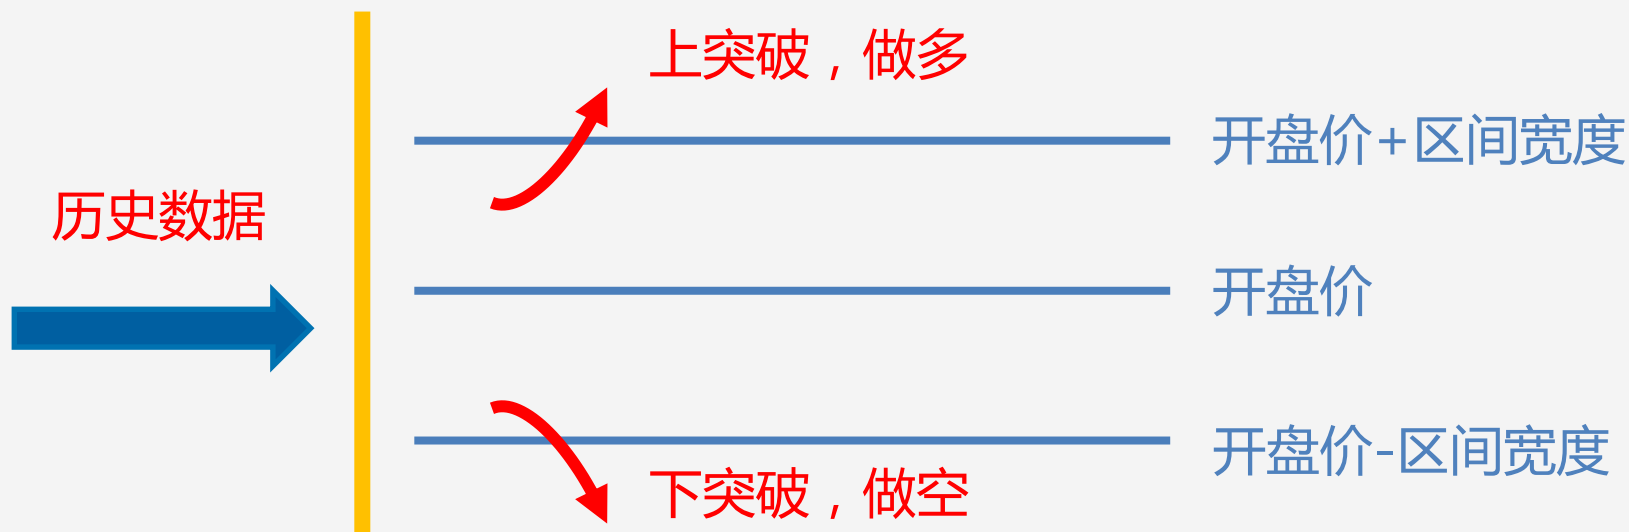 上突破，做多
开盘价+区间宽度
历史数据
开盘价
开盘价-区间宽度
下突破，做空